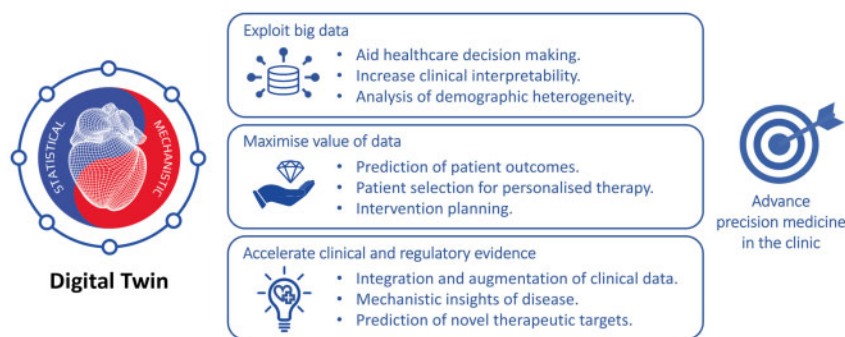 STATISTICAL
MECHANISTIC
Digital Twin
Exploit big data
• Aid healthcare decision making.
• Increase clinical interpretability.
• Analysis of demographic heterogeneity.
Maximise value of data
• Prediction of patient outcomes.
• Patient selection for personalised therapy.
• Intervention planning.
Accelerate clinical and regulatory evidence
• Integration and augmentation of clinical data.
• Mechanistic insights of disease.
• Prediction of novel therapeutic targets.
Advance
precision medicine
in the clinic